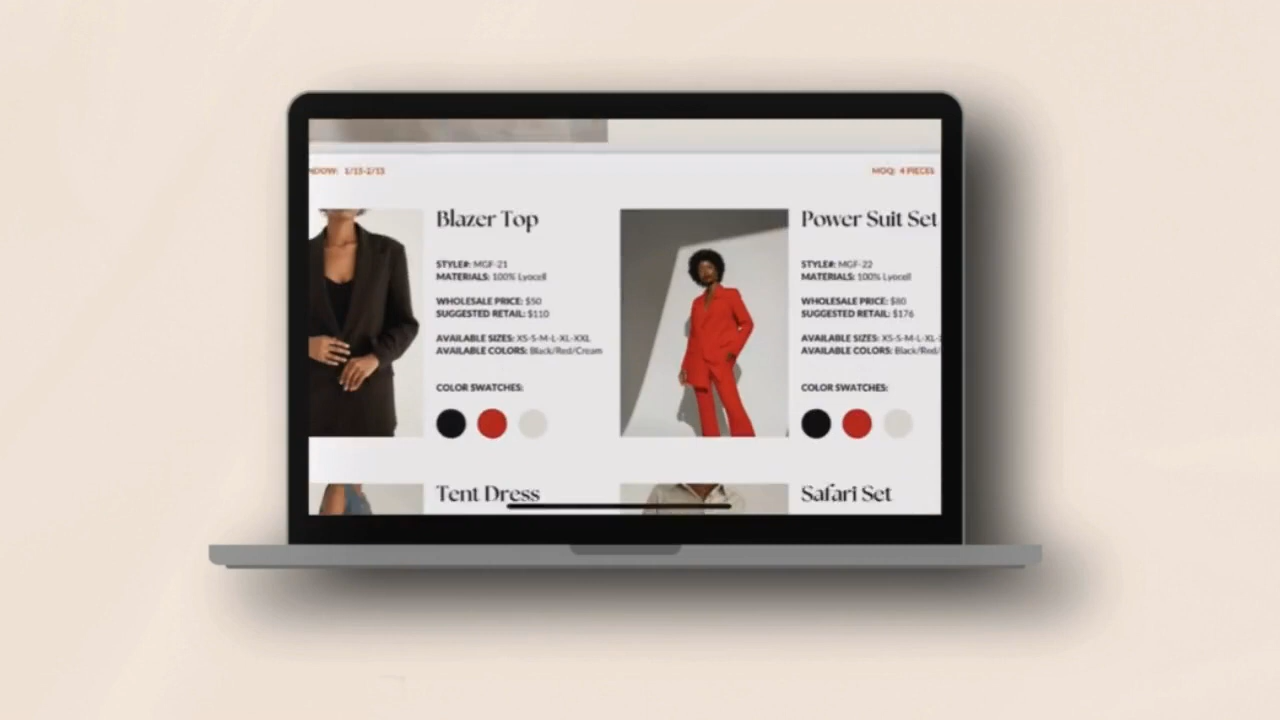 NDOW: 1/15-2/15
MOQ: 4 PIECES
Blazer Top
STYLE#: MGF-21
MATERIALS: 100% Lyocell
WHOLESALE PRICE: $50
SUGGESTED RETAIL: $110
AVAILABLE SIZES: XS-S-M-L-XL-XXL
AVAILABLE COLORS: Black/Red/Cream
COLOR SWATCHES:
Power Suit Set
STYLE#: MGF-22
MATERIALS: 100% Lyocell
WHOLESALE PRICE: $80
SUGGESTED RETAIL: $176
AVAILABLE SIZES: XS-S-M-L-XL-
AVAILABLE COLORS: Black/Red/
COLOR SWATCHES:
Tent Dress
Safari Set